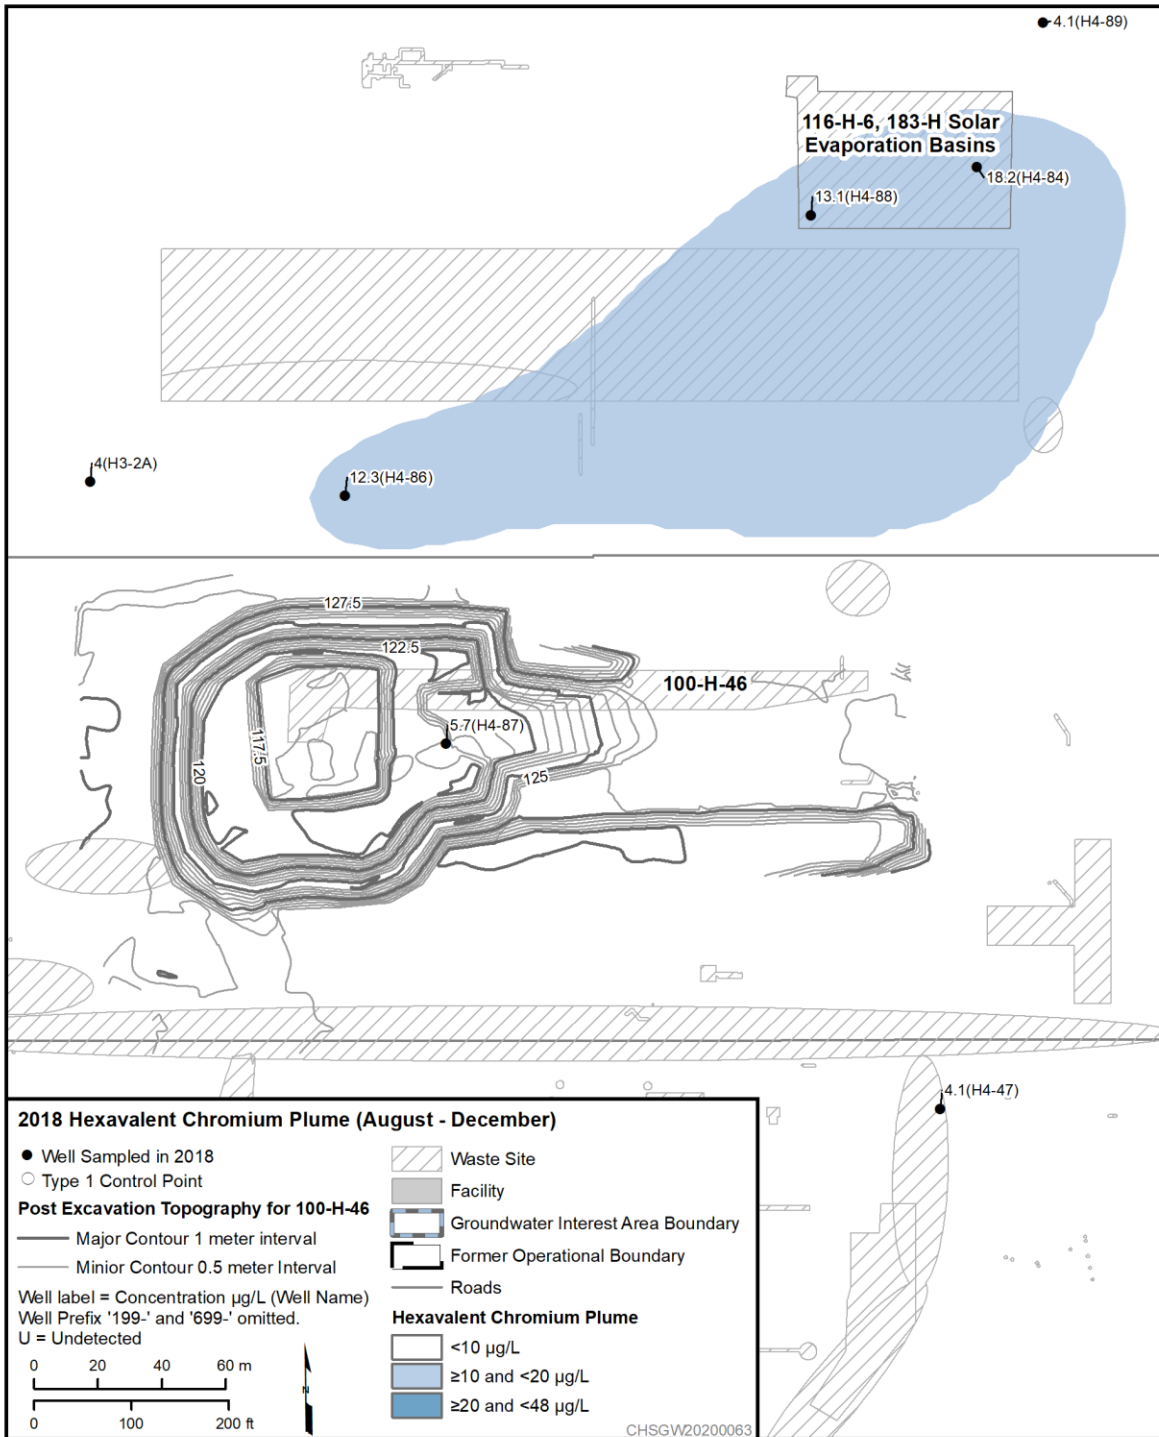 4.1(H4-89)
116-H-6, 183-H Solar
Evaporation Basins
18.2(H4-84)
13.1(H4-88)
4(H3-2A)
12.3(H4-86)
127.5
122.5
100-H-46
5.7(H4-87)
117.5
120
125
4.1(H4-47)
2018 Hexavalent Chromium Plume (August - December)
Well Sampled in 2018
Type 1 Control Point
Post Excavation Topography for 100-H-46
Major Contour 1 meter interval
Minior Contour 0.5 meter Interval
Well label = Concentration µg/L (Well Name)
Well Prefix '199-' and '699-' omitted.
U = Undetected
0 20 40 60 m
0 100 200 ft
N
Waste Site
Facility
Groundwater Interest Area Boundary
Former Operational Boundary
Roads
Hexavalent Chromium Plume
<10 µg/L
≥10 and <20 µg/L
≥20 and <48 µg/L
CHSGW20200063